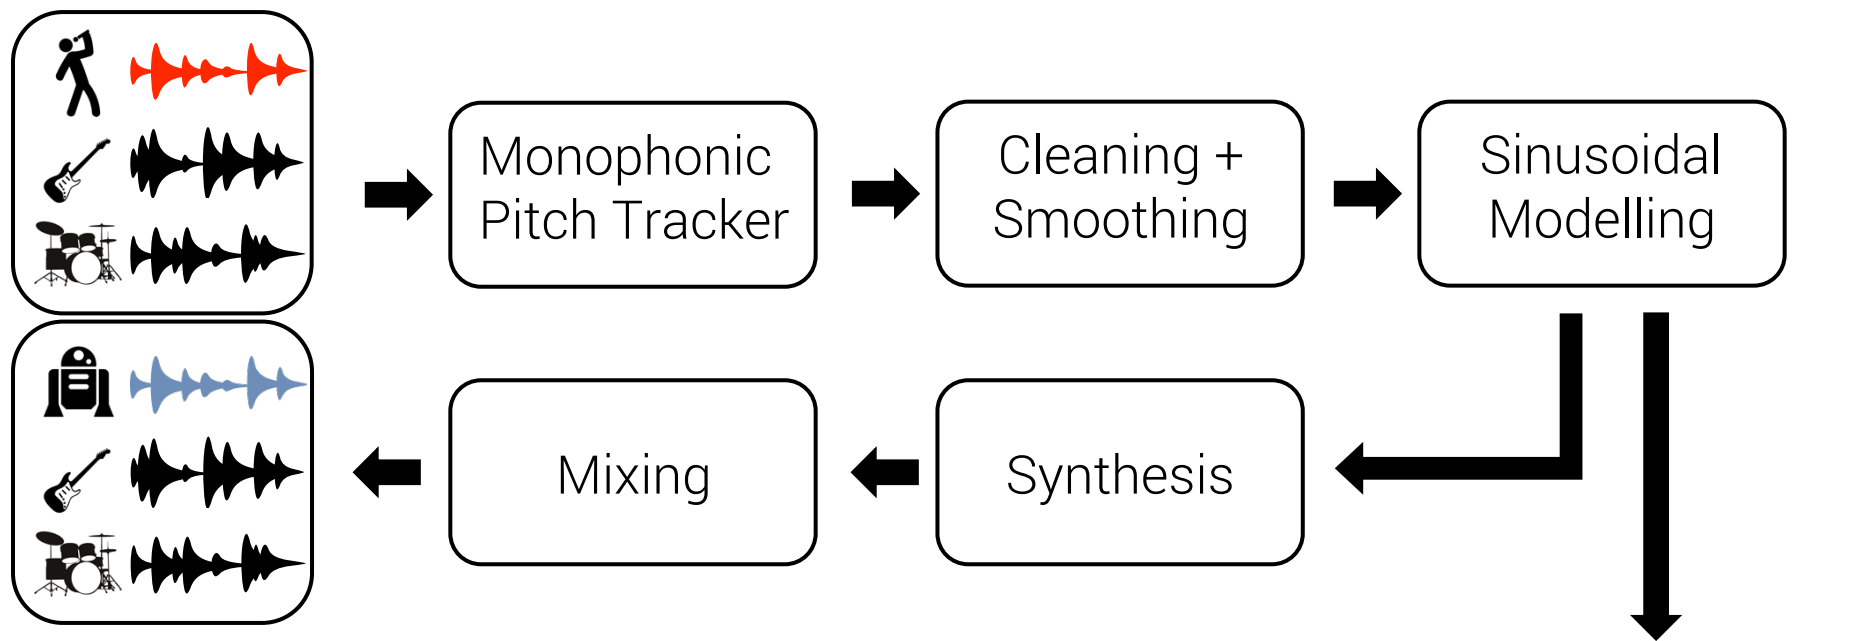 Monophonic
Pitch Tracker
Cleaning +
Smoothing
Sinusoidal
Modelling
Mixing
Synthesis